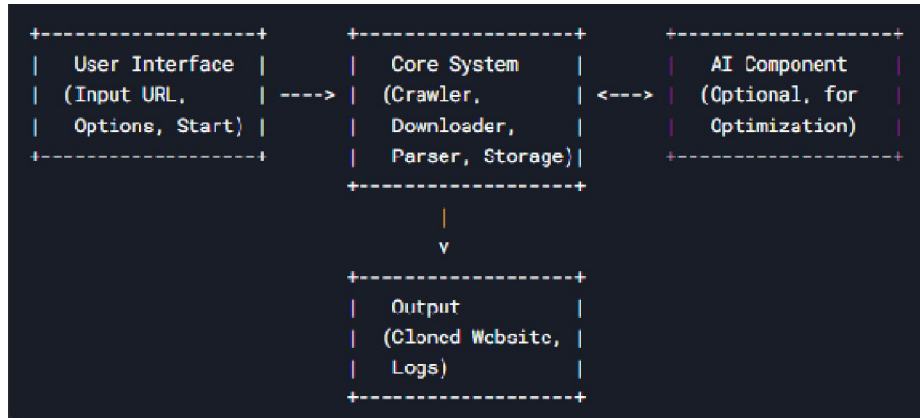 +-------------------+       +--------------------+       +--------------------+
|   User Interface  |       |   Core System      |       |   AI Component     |
|  (Input URL,      | ----> |  (Crawler,         | <---> |  (Optional, for    |
|   Options, Start) |       |   Downloader,      |       |   Optimization)    |
+-------------------+       |   Parser, Storage)|       +--------------------+
+--------------------+
|
v
+--------------------+
|   Output           |
|  (Cloned Website,  |
|   Logs)            |
+--------------------+